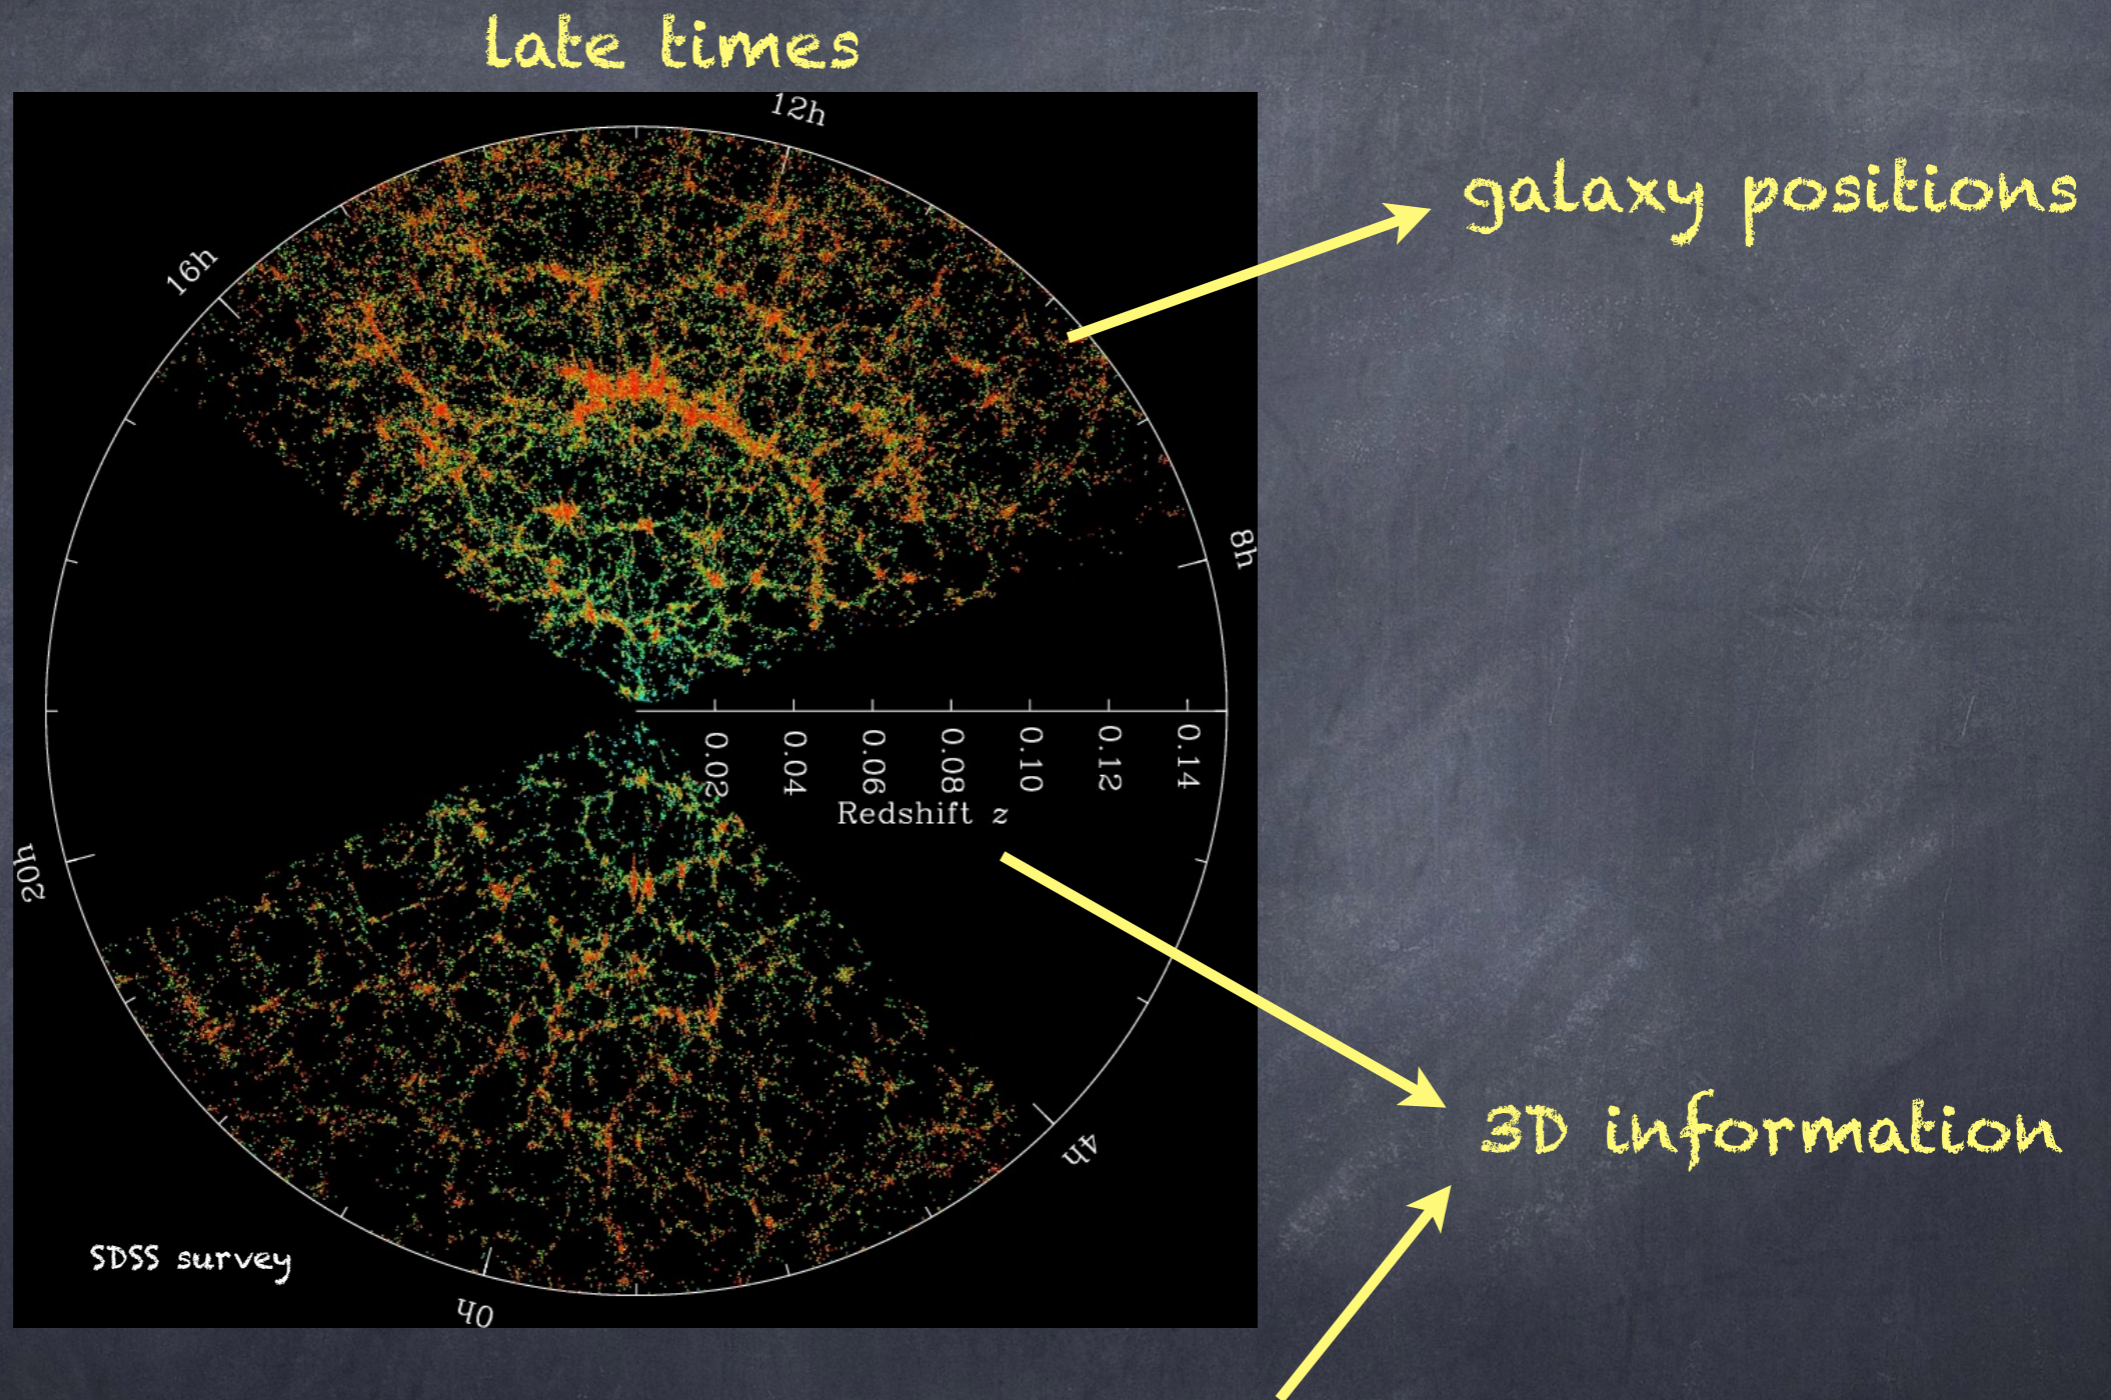 late times
12h
galaxy positions
16h
8h
0.02
0.04
0.06
0.08
0.10
0.12
0.14
Redshift z
20h
3D information
4h
SDSS survey
0h